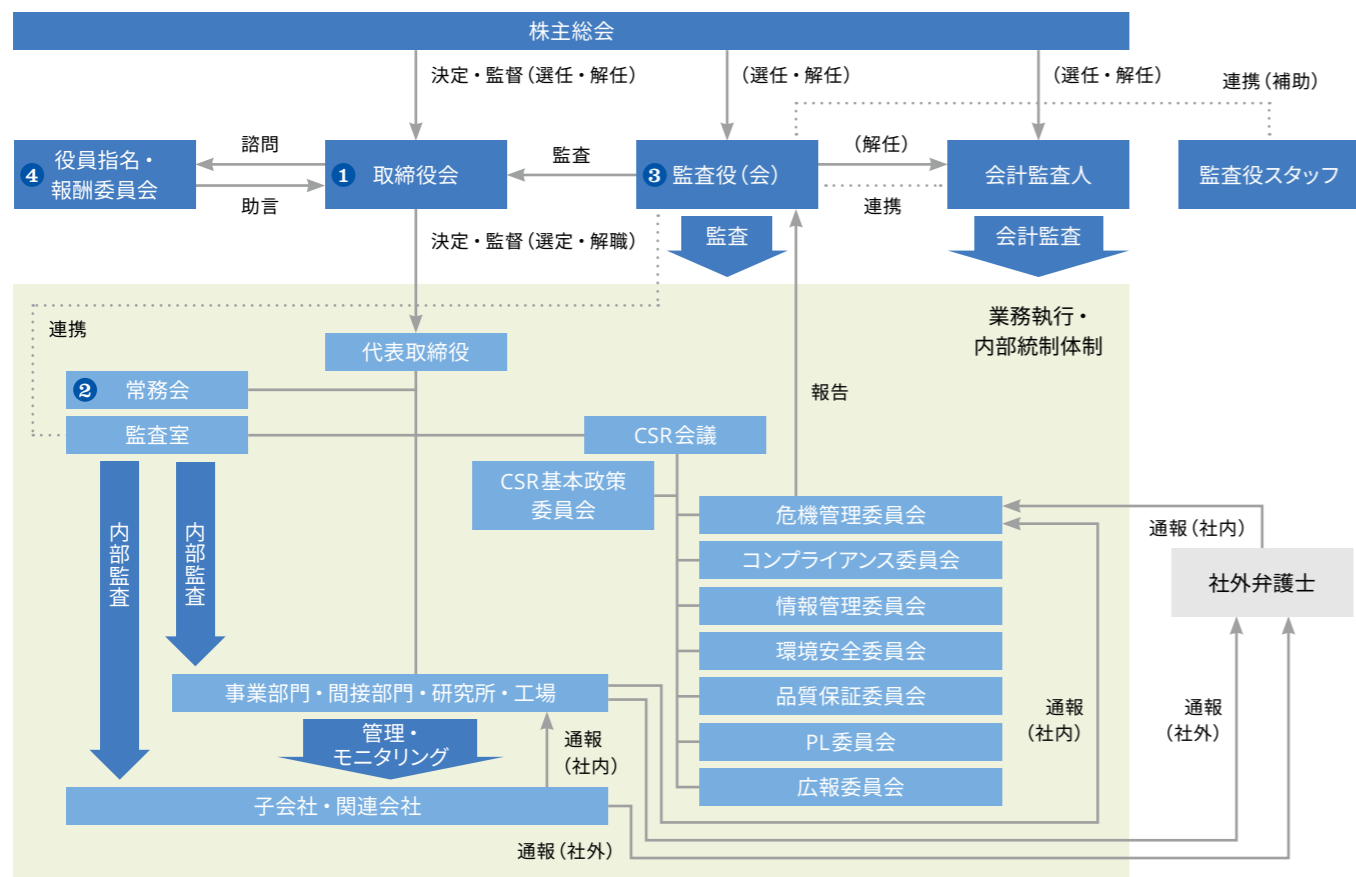 株主総会
決定・監督（選任・解任）
（選任・解任）
（選任・解任）
連携（補助）
諮問
助言
監査
（解任）
連携
4 役員指名・
報酬委員会
1 取締役会
3 監査役（会）
会計監査人
監査役スタッフ
決定・監督（選定・解職）
監査
会計監査
業務執行・
内部統制体制
連携
代表取締役
2 常務会
報告
監査室
CSR会議
CSR基本政策
委員会
危機管理委員会
コンプライアンス委員会
情報管理委員会
環境安全委員会
品質保証委員会
PL委員会
広報委員会
通報（社内）
社外弁護士
内部監査
内部監査
事業部門・間接部門・研究所・工場
管理・
モニタリング
通報
（社内）
通報
（社内）
通報
（社外）
子会社・関連会社
通報（社外）